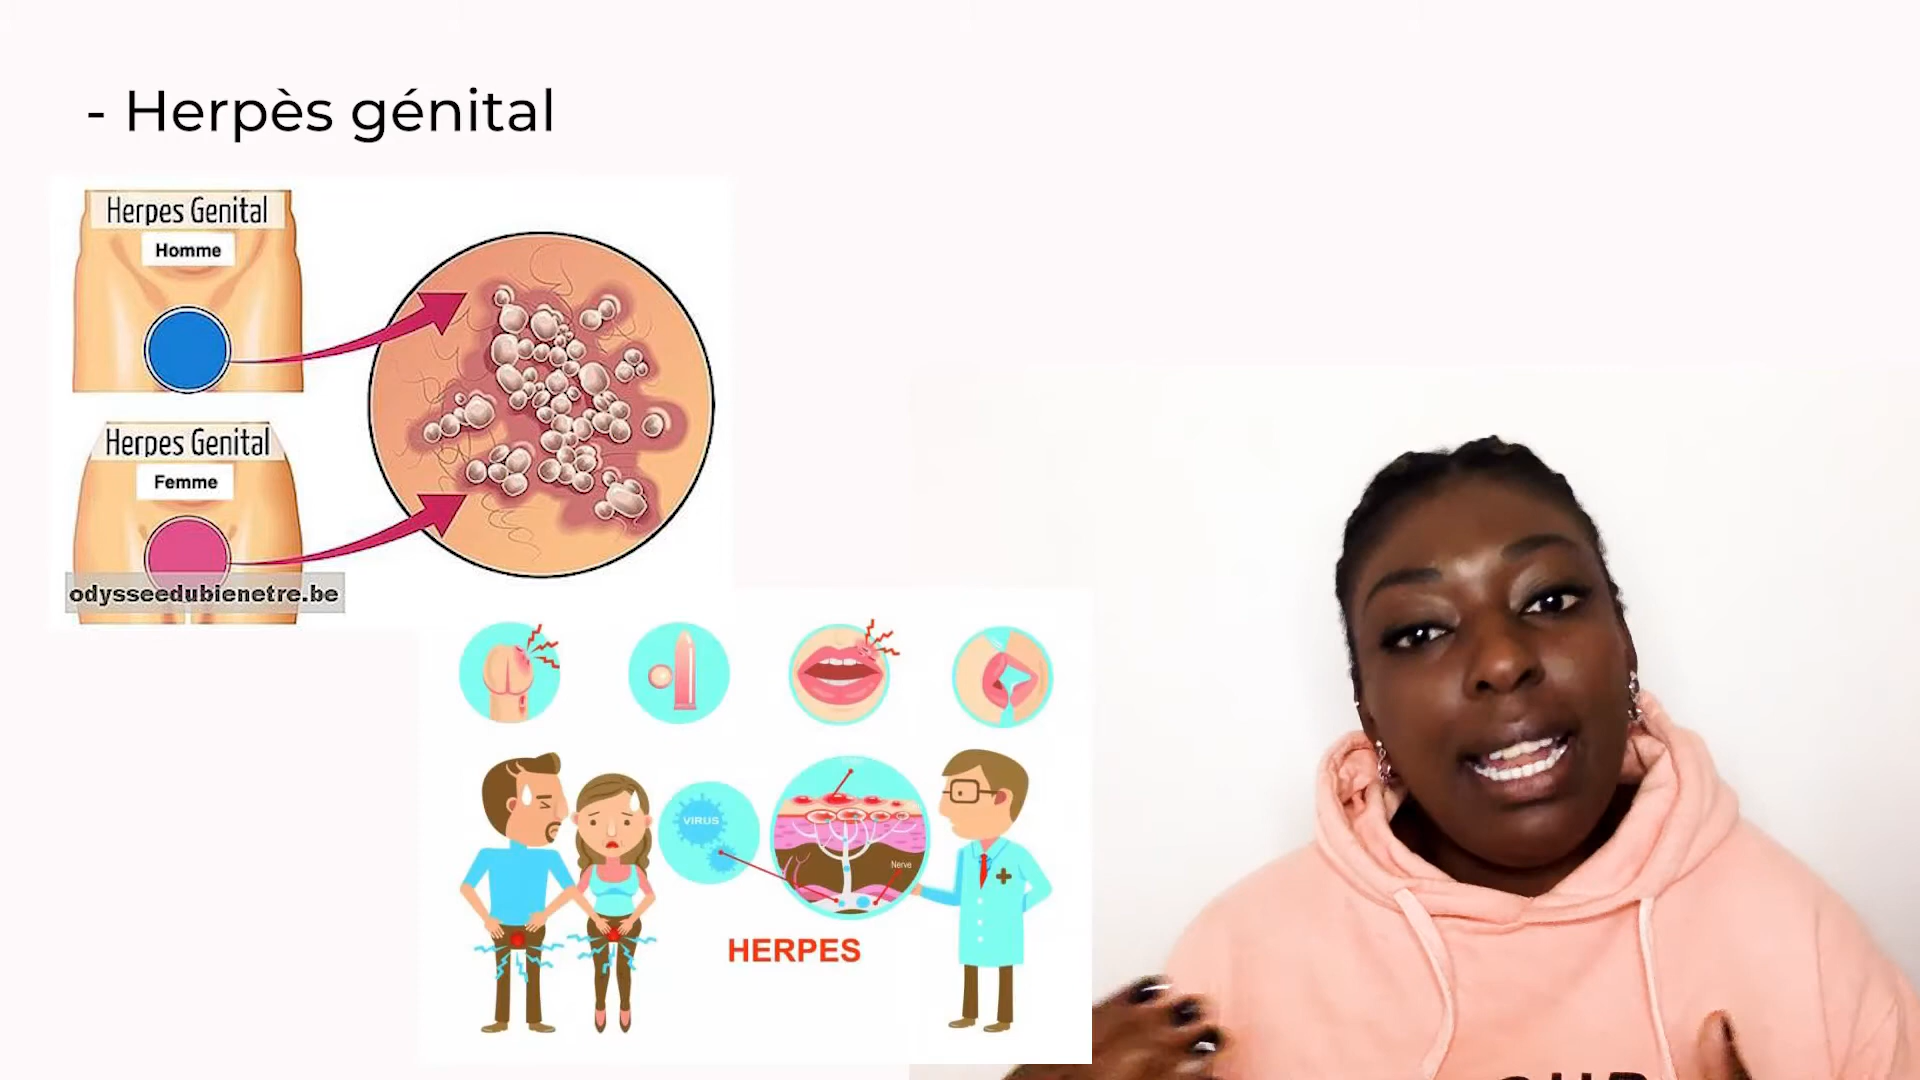 - Herpès génital
Herpes Genital
Homme
Herpes Genital
Femme
odysseedubienetre.be
VIRUS
Nerve
HERPES